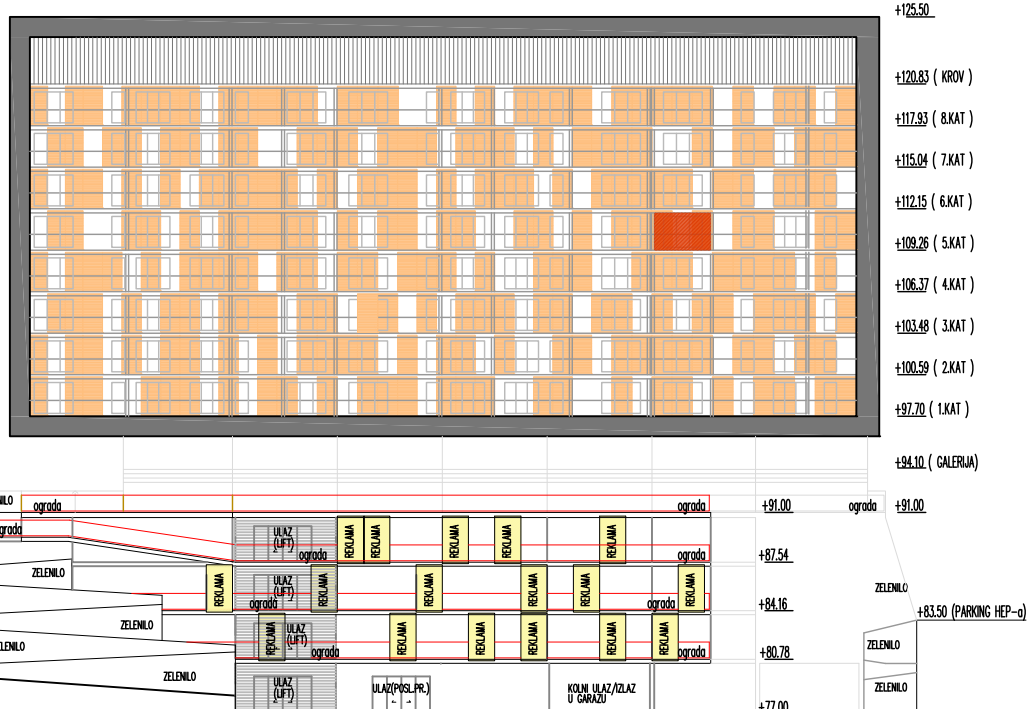 +125.50
+120.83 ( KROV )
+117.93 ( 8.KAT )
+115.04 ( 7.KAT )
+112.15 ( 6.KAT )
+109.26 ( 5.KAT )
+106.37 ( 4.KAT )
+103.48 ( 3.KAT )
+100.59 ( 2.KAT )
+97.70 ( 1.KAT )
+94.10 ( GALERIJA)
NILO ograda ograda +91.00 ograda +91.00
ograda
ULAZ
(LIFT)
REKLAMA REKLAMA REKLAMA REKLAMA REKLAMA
ograda ograda +87.54
ZELENILO
REKLAMA
ULAZ
(LIFT)
REKLAMA REKLAMA REKLAMA REKLAMA REKLAMA
ZELENILO
ograda ograda +84.16
+83.50 (PARKING HEP-a)
ZELENILO
REKLAMA
ULAZ
(LIFT)
REKLAMA REKLAMA REKLAMA REKLAMA REKLAMA
ELENILO ograda ograda +80.78
ZELENILO
ZELENILO
ULAZ
(LIFT)
ULAZ(POSL.PR.)
KOLNI ULAZ/IZLAZ
U GARAŽU
ZELENILO
+77.00